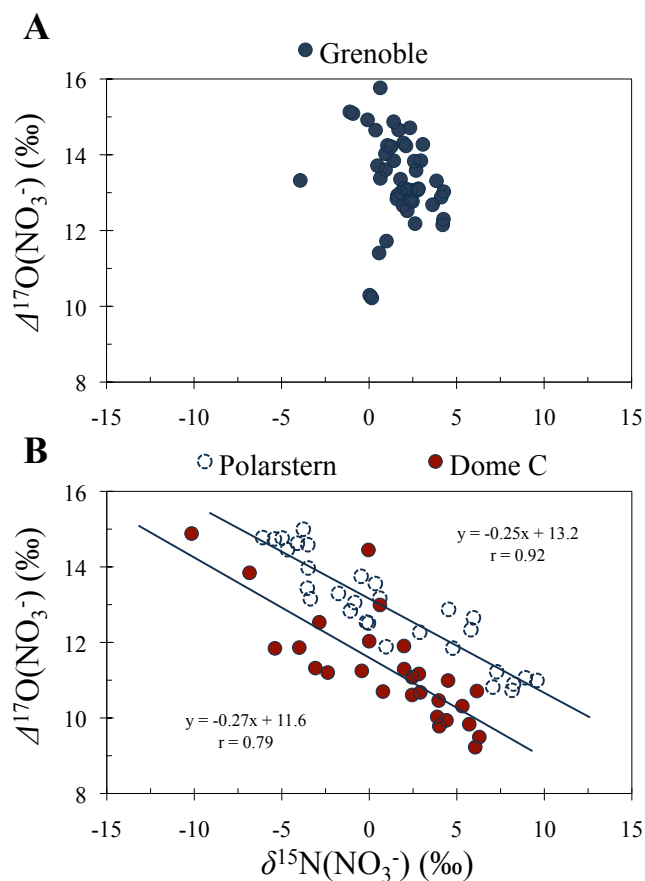 A
Grenoble
16
14
12
10
8
Δ¹⁷O(NO₃⁻) (‰)
-15 -10 -5 0 5 10 15
B
Polarstern Dome C
16
14
12
10
8
Δ¹⁷O(NO₃⁻) (‰)
y = -0.25x + 13.2
r = 0.92
y = -0.27x + 11.6
r = 0.79
-15 -10 -5 0 5 10 15
δ¹⁵N(NO₃⁻) (‰)